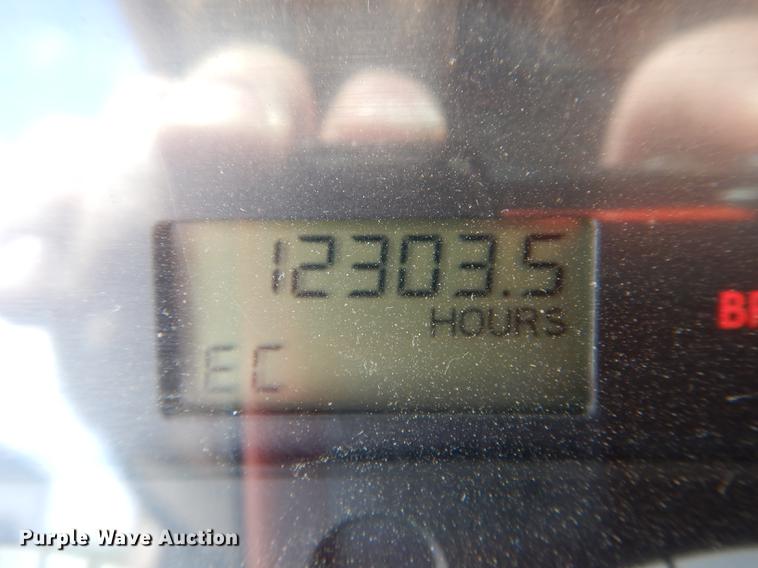 12303.5
HOURS
EC
Purple Wave Auction